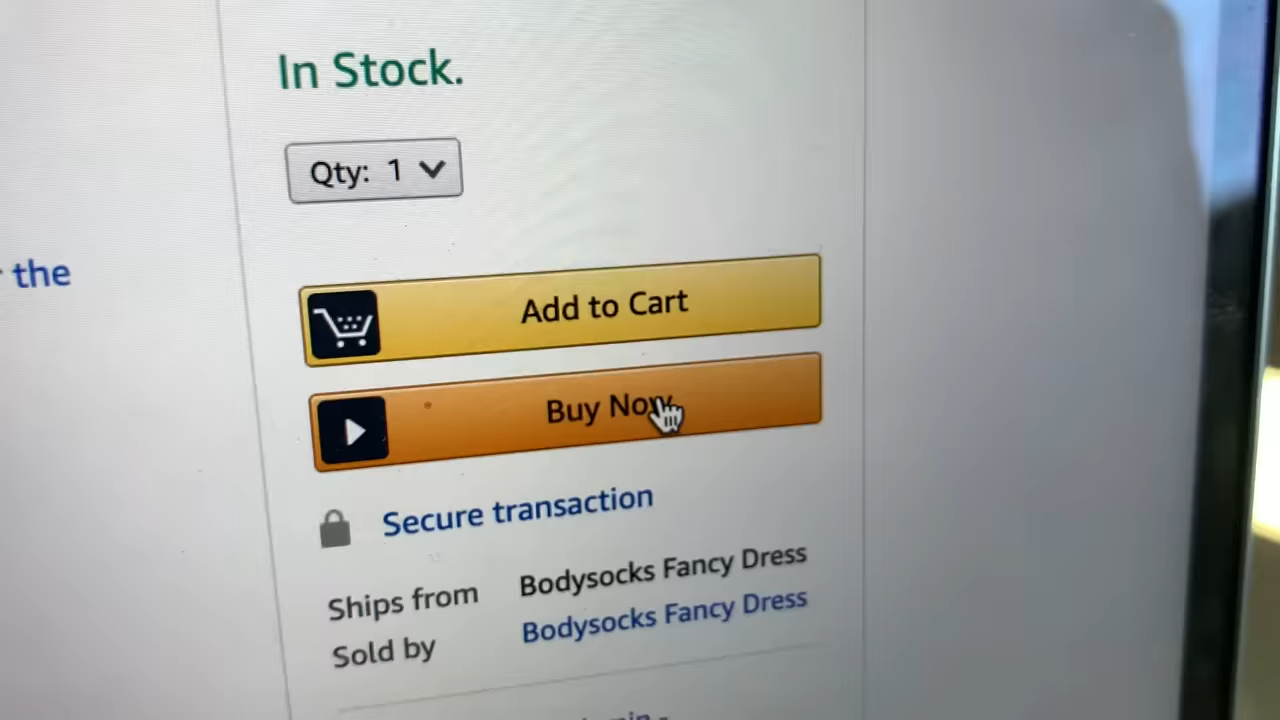 In Stock.
Qty: 1
the
Add to Cart
Buy Now
Secure transaction
Ships from Bodysocks Fancy Dress
Sold by Bodysocks Fancy Dress